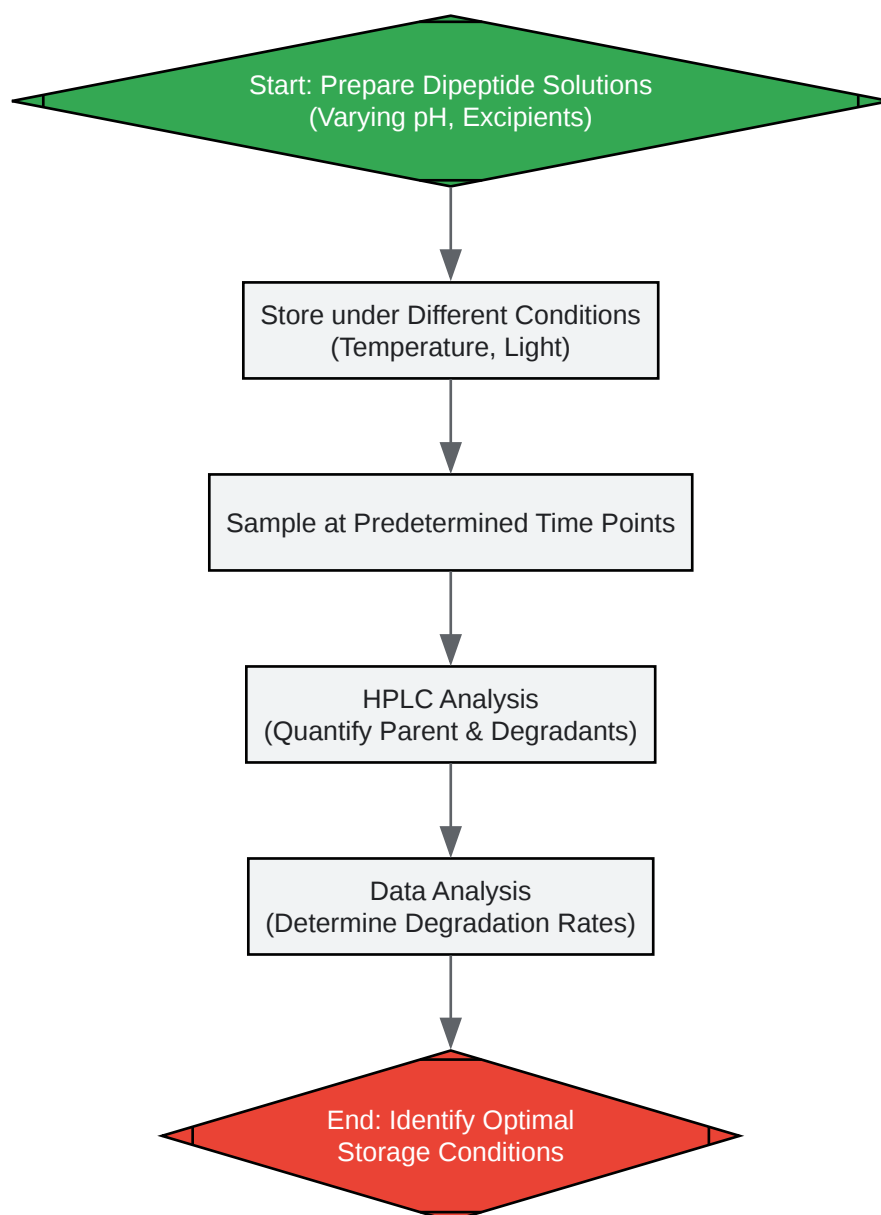 Start: Prepare Dipeptide Solutions
(Varying pH, Excipients)
Store under Different Conditions
(Temperature, Light)
Sample at Predetermined Time Points
HPLC Analysis
(Quantify Parent & Degradants)
Data Analysis
(Determine Degradation Rates)
End: Identify Optimal
Storage Conditions